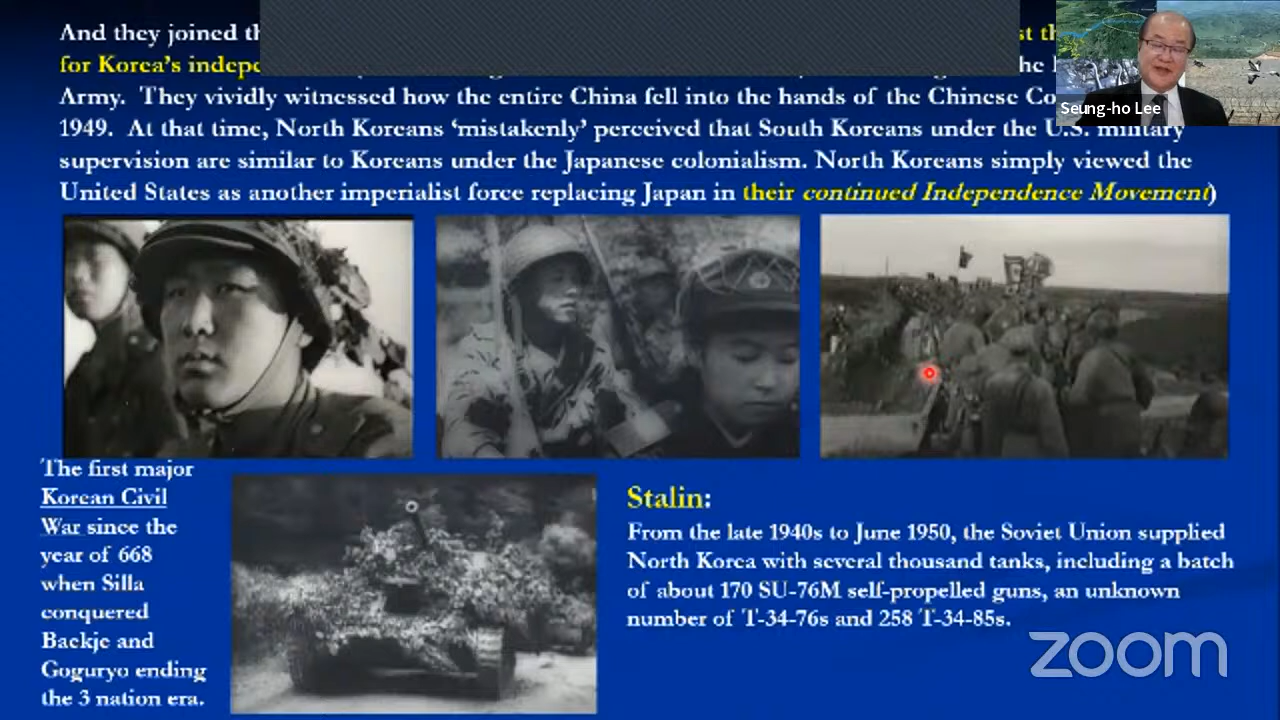 And they joined th
st th
for Korea's indepe
he
Army. They vividly witnessed how the entire China fell into the hands of the Chinese Co
Seung-ho Lee
1949. At that time, North Koreans 'mistakenly' perceived that South Koreans under the U.S. military
supervision are similar to Koreans under the Japanese colonialism. North Koreans simply viewed the
United States as another imperialist force replacing Japan in their continued Independence Movement)
The first major
Korean Civil
War since the
year of 668
when Silla
conquered
Baekje and
Goguryo ending
the 3 nation era.
Stalin:
From the late 1940s to June 1950, the Soviet Union supplied
North Korea with several thousand tanks, including a batch
of about 170 SU-76M self-propelled guns, an unknown
number of T-34-76s and 258 T-34-85s.
zoom